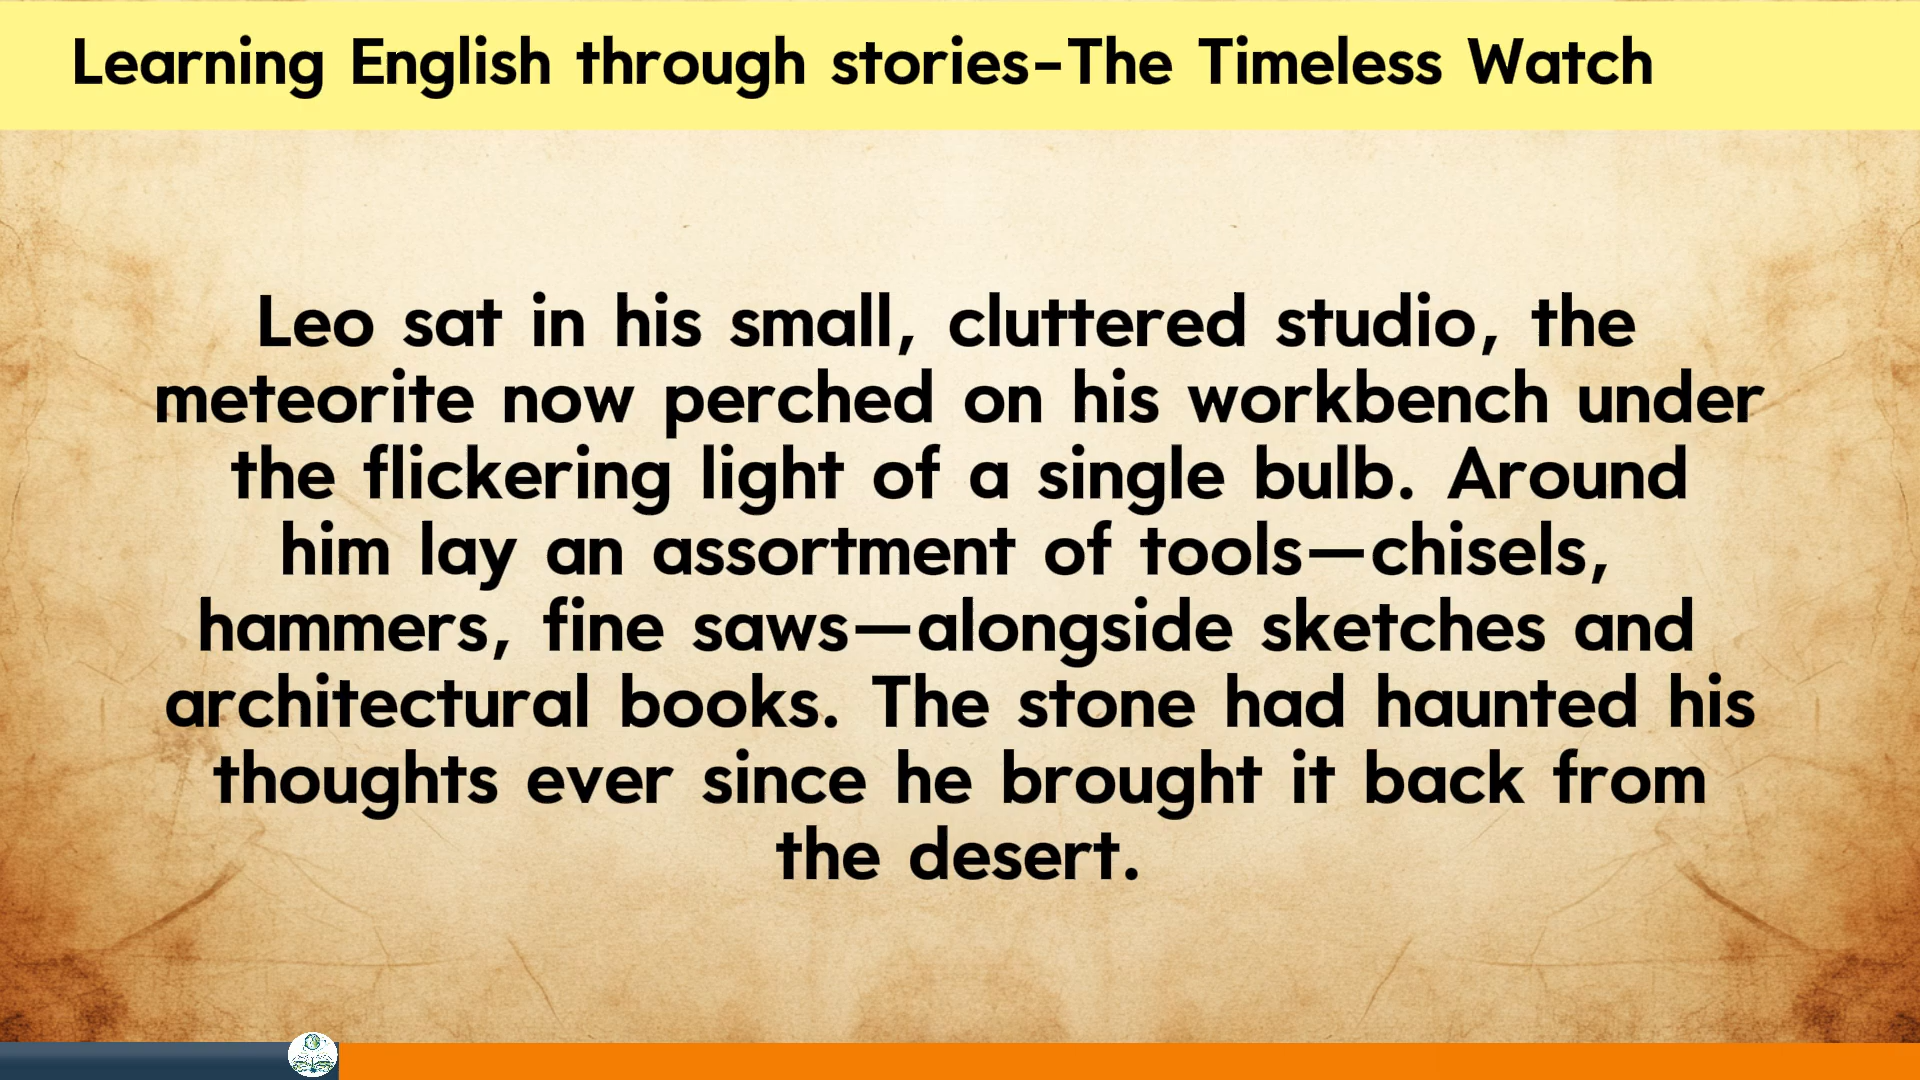 Learning English through stories-The Timeless Watch
Leo sat in his small, cluttered studio, the
meteorite now perched on his workbench under
the flickering light of a single bulb. Around
him lay an assortment of tools—chisels,
hammers, fine saws—alongside sketches and
architectural books. The stone had haunted his
thoughts ever since he brought it back from
the desert.